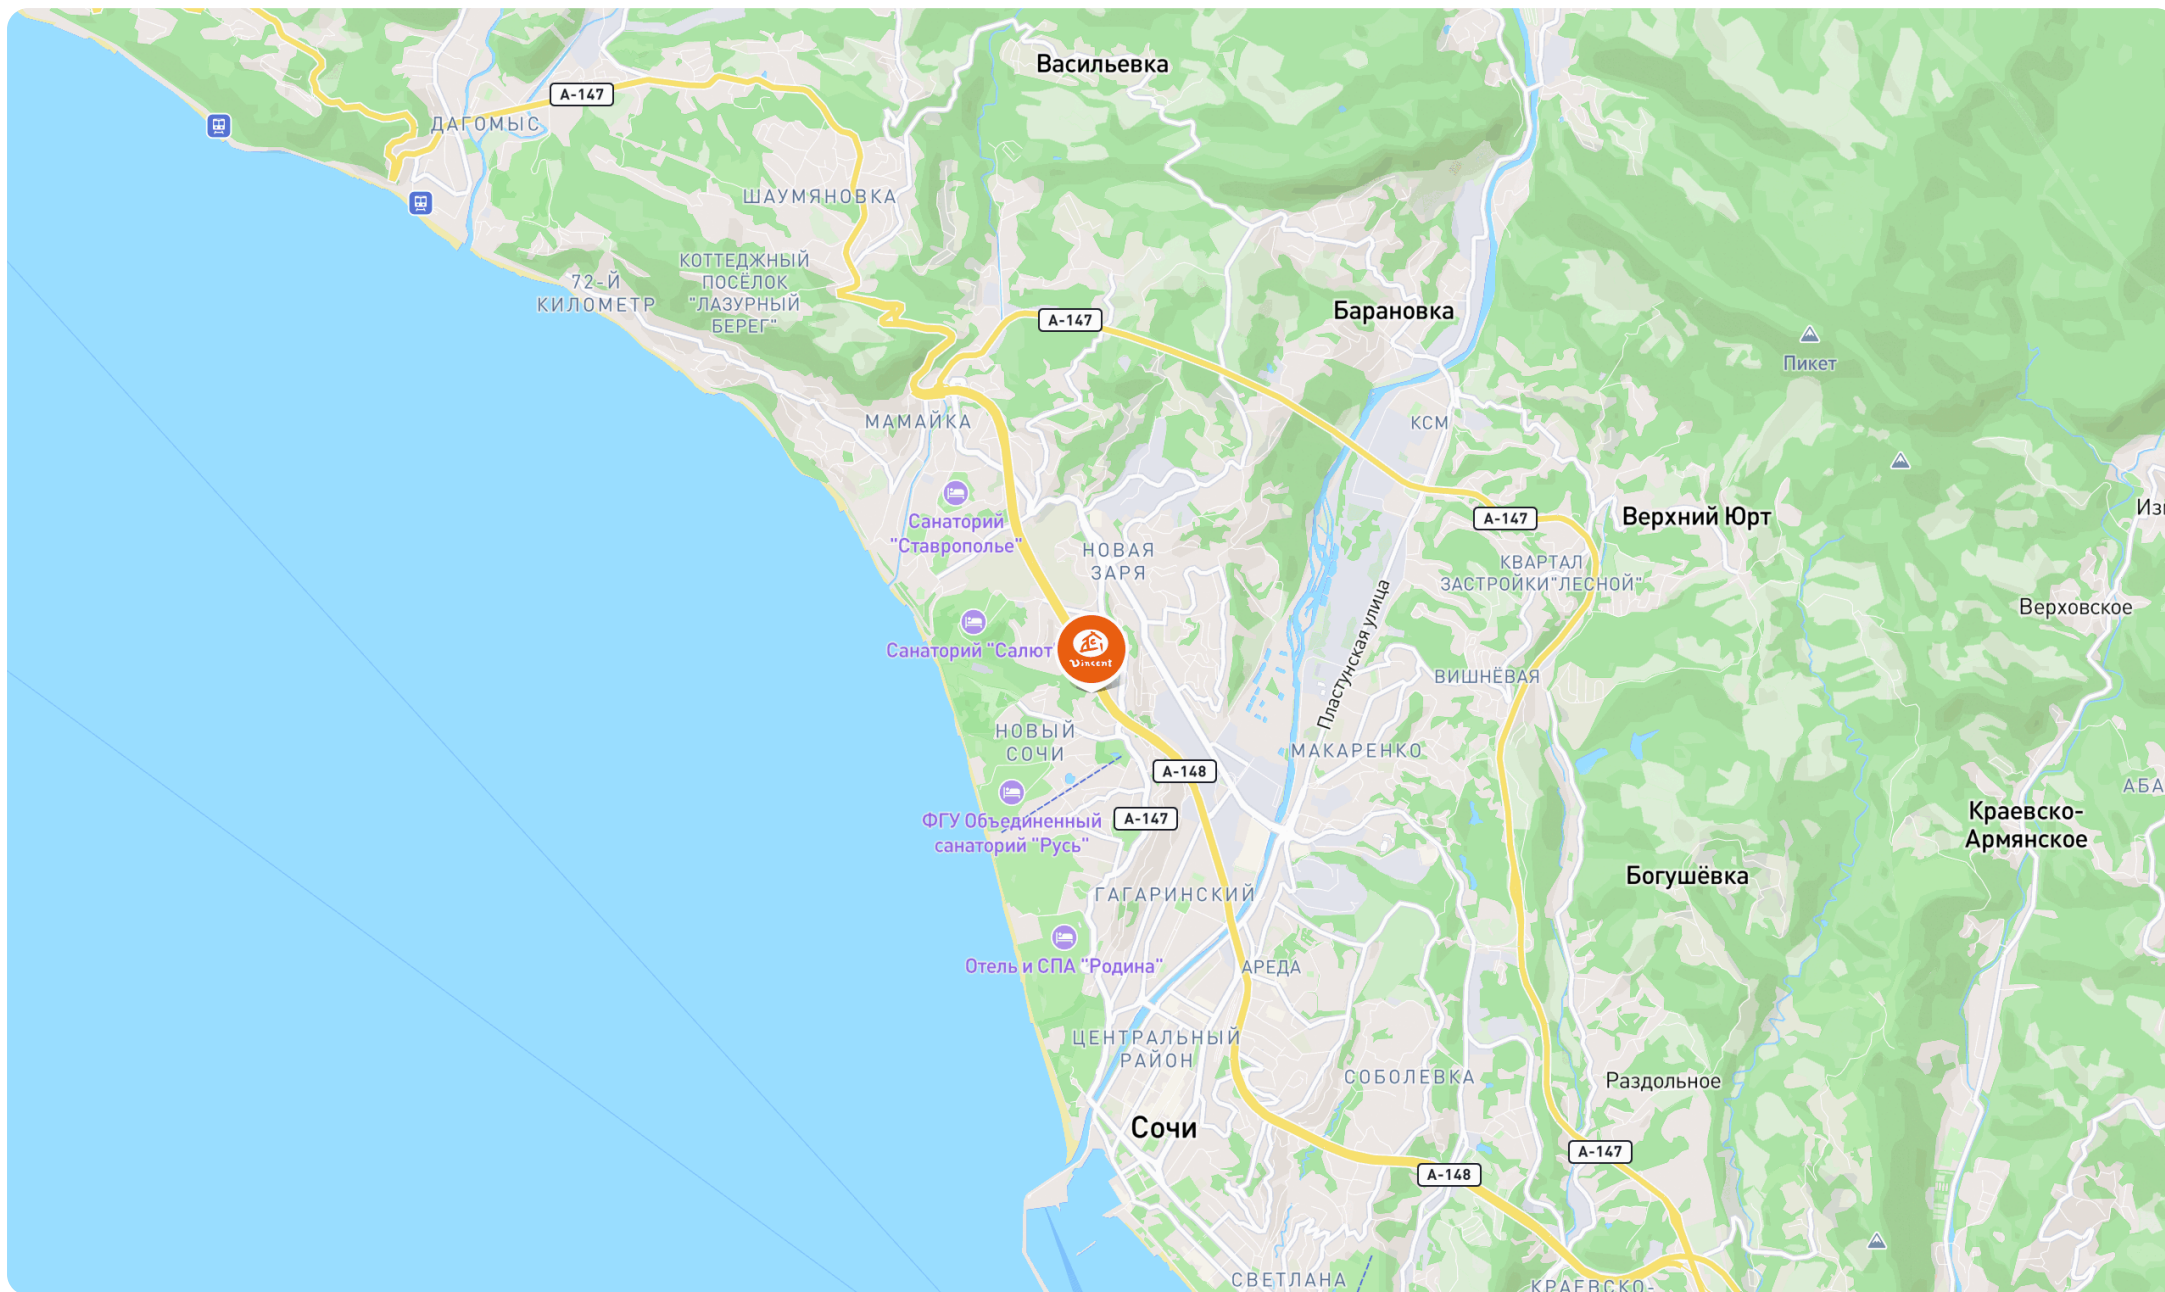 Васильевка
А-147
ДАГОМЫС
ШАУМЯНОВКА
КОТТЕДЖНЫЙ
ПОСЁЛОК
"ЛАЗУРНЫЙ
БЕРЕГ"
72-Й
КИЛОМЕТР
Барановка
А-147
Пикет
МАМАЙКА
КСМ
Санаторий
"Ставрополье"
А-147
Верхний Юрт
НОВАЯ
ЗАРЯ
КВАРТАЛ
ЗАСТРОЙКИ"ЛЕСНОЙ"
Верховское
Санаторий "Салют"
Vincent
Пластунская улица
ВИШНЁВАЯ
НОВЫЙ
СОЧИ
МАКАРЕНКО
А-148
А-147
ФГУ Объединенный
санаторий "Русь"
Краевско-
Армянское
Богушёвка
ГАГАРИНСКИЙ
Отель и СПА "Родина"
АРЕДА
ЦЕНТРАЛЬНЫЙ
РАЙОН
СОБОЛЕВКА
Раздольное
Сочи
А-147
А-148
СВЕТЛАНА
КРАЕВСКО-